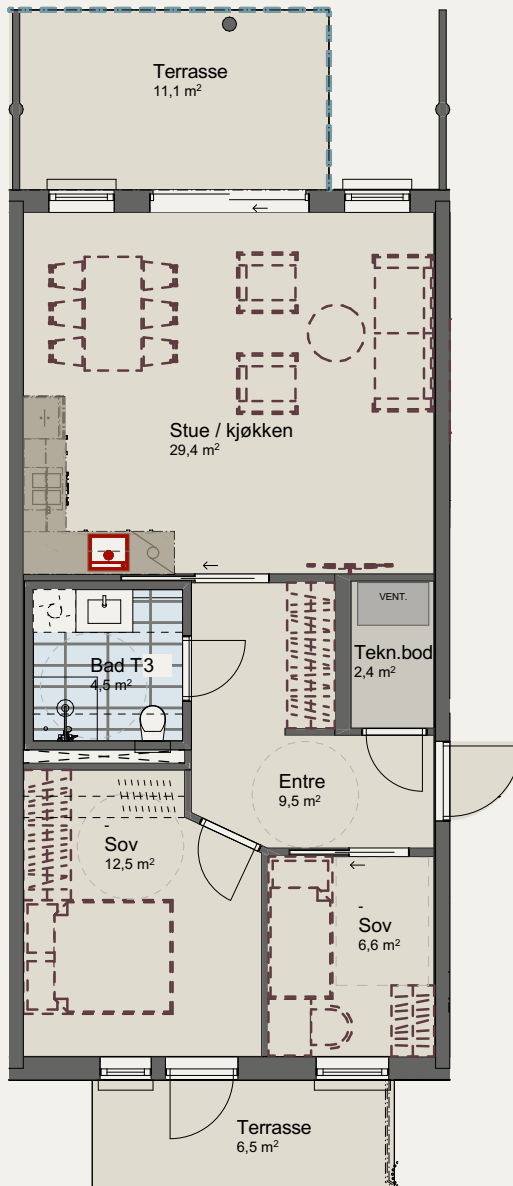 Terrasse
11,1 m²
Stue / kjøkken
29,4 m²
VENT.
Bad T3
4,5 m²
Tekn.bod
2,4 m²
Entre
9,5 m²
-
Sov
12,5 m²
-
Sov
6,6 m²
Terrasse
6,5 m²